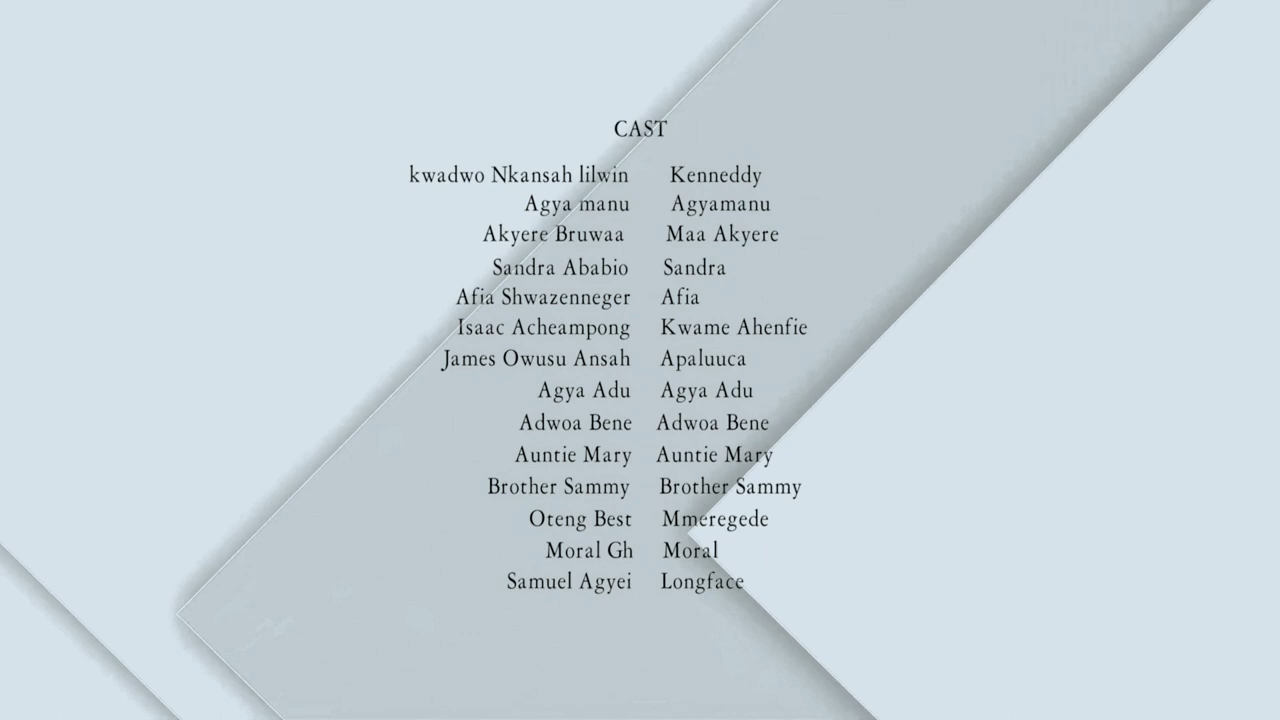 CAST
kwadwo Nkansah lilwin Kenneddy
Agya manu Agyamanu
Akyere Bruwaa Maa Akyere
Sandra Ababio Sandra
Afia Shwazenneger Afia
Isaac Acheampong Kwame Ahenfie
James Owusu Ansah Apaluuca
Agya Adu Agya Adu
Adwoa Bene Adwoa Bene
Auntie Mary Auntie Mary
Brother Sammy Brother Sammy
Oteng Best Mmeregede
Moral Gh Moral
Samuel Agyei Longface